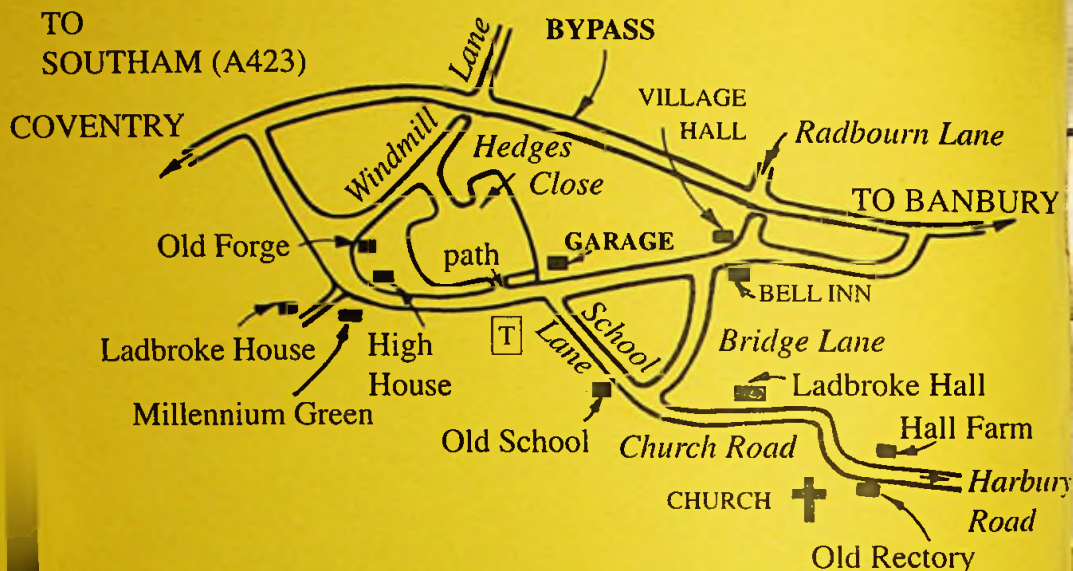 TO
SOUTHAM (A423)
COVENTRY
Windmill
Lane
BYPASS
VILLAGE
HALL
Radbourn Lane
TO BANBURY
Hedges
Close
Old Forge
path
GARAGE
BELL INN
Ladbroke House
High
House
Millennium Green
T
School
Lane
Bridge Lane
Ladbroke Hall
Old School
Church Road
Hall Farm
CHURCH
Harbury
Road
Old Rectory